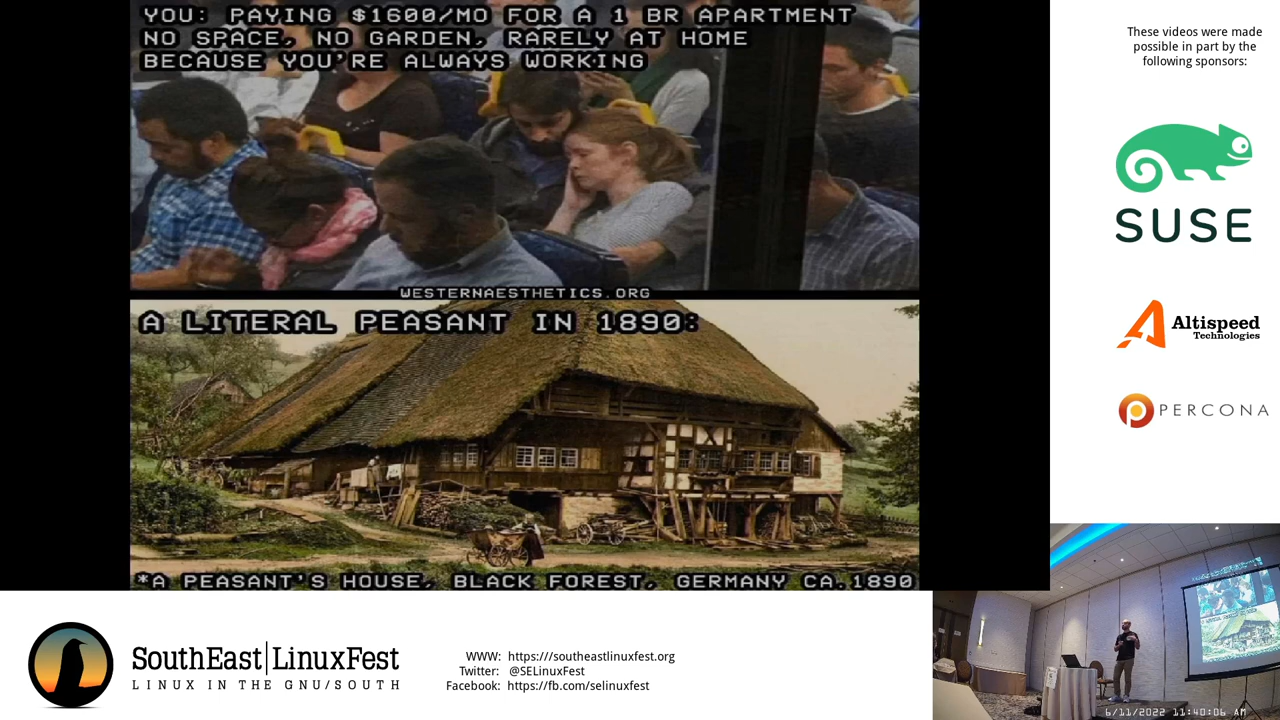 YOU: PAYING $1600/MO FOR A 1 BR APARTMENT
NO SPACE, NO GARDEN, RARELY AT HOME
BECAUSE YOU'RE ALWAYS WORKING
WESTERNAESTHETICS.ORG
A LITERAL PEASANT IN 1890:
*A PEASANT'S HOUSE, BLACK FOREST, GERMANY CA.1890
These videos were made
possible in part by the
following sponsors:
SUSE
Altispeed
Technologies
PERCONA
SouthEast|LinuxFest
LINUX IN THE GNU/SOUTH
WWW: https:///southeastlinuxfest.org
Twitter: @SELinuxFest
Facebook: https://fb.com/selinuxfest
6/11/2022 11:40:06 AM